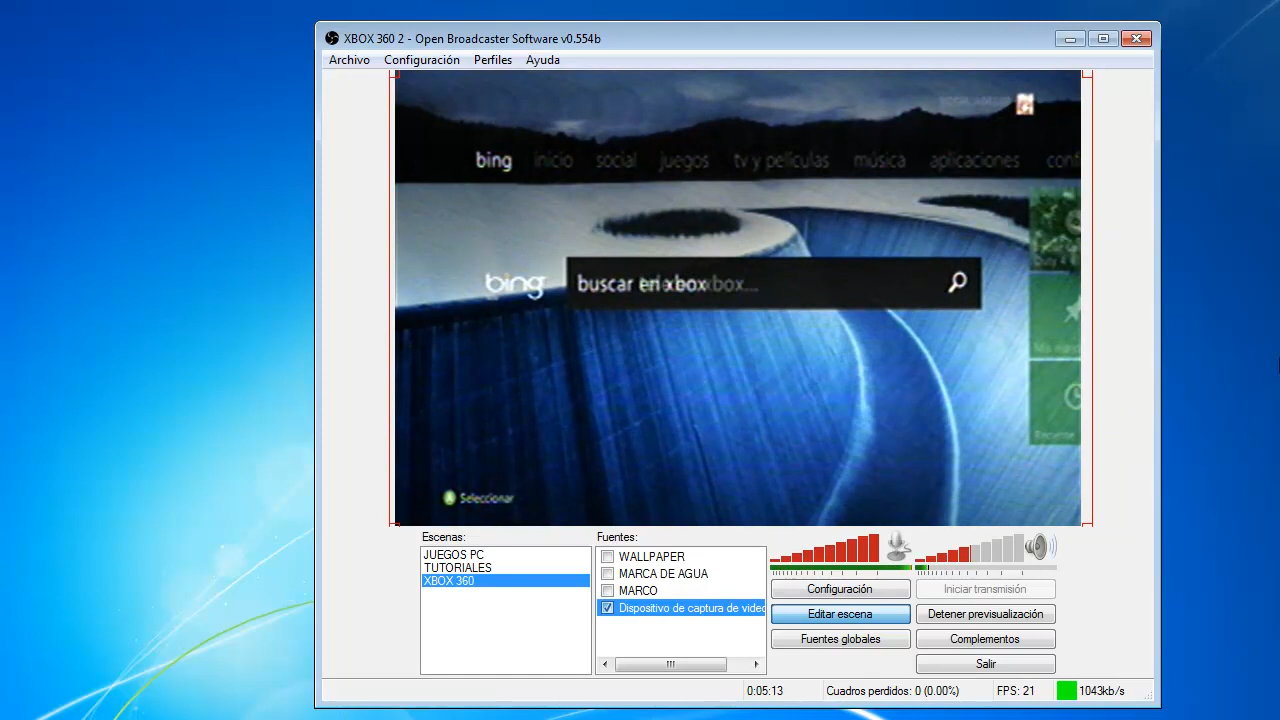 XBOX 360 2 - Open Broadcaster Software v0.554b
Archivo Configuración Perfiles Ayuda
bing inicio social juegos tv y películas música aplicaciones conf
bing buscar en xbox
Seleccionar
Escenas:
JUEGOS PC
TUTORIALES
XBOX 360
Fuentes:
WALLPAPER
MARCA DE AGUA
MARCO
Dispositivo de captura de video
Configuración
Editar escena
Fuentes globales
Iniciar transmisión
Detener previsualización
Complementos
Salir
0:05:13 Cuadros perdidos: 0 (0.00%) FPS: 21 1043kb/s